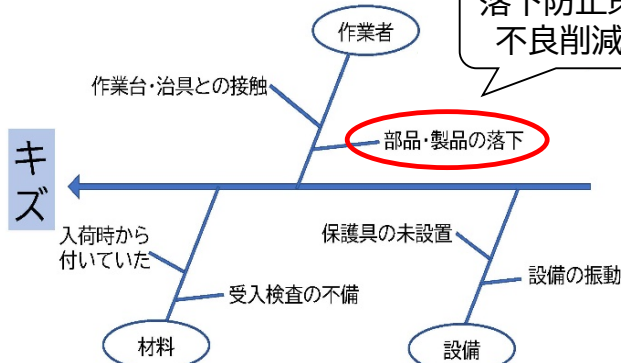 落下防止
不良削減
作業者
作業台・治具との接触
部品・製品の落下
キズ
入荷時から
付いていた
受入検査の不備
保護具の未設置
設備の振動
材料
設備